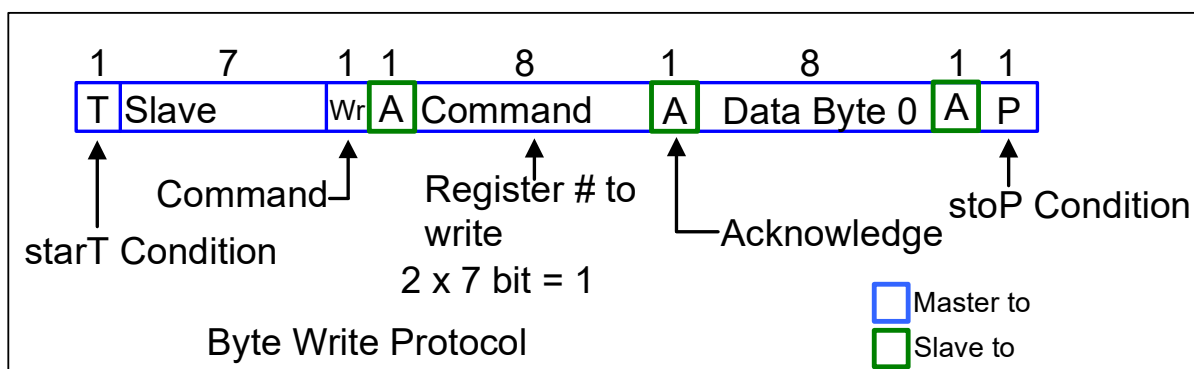 1 7 1 1 8 1 8 1 1
T Slave Wr A Command A Data Byte 0 A P
Command
Register # to
write
2 x 7 bit = 1
starT Condition
Acknowledge
stoP Condition
Byte Write Protocol
Master to
Slave to